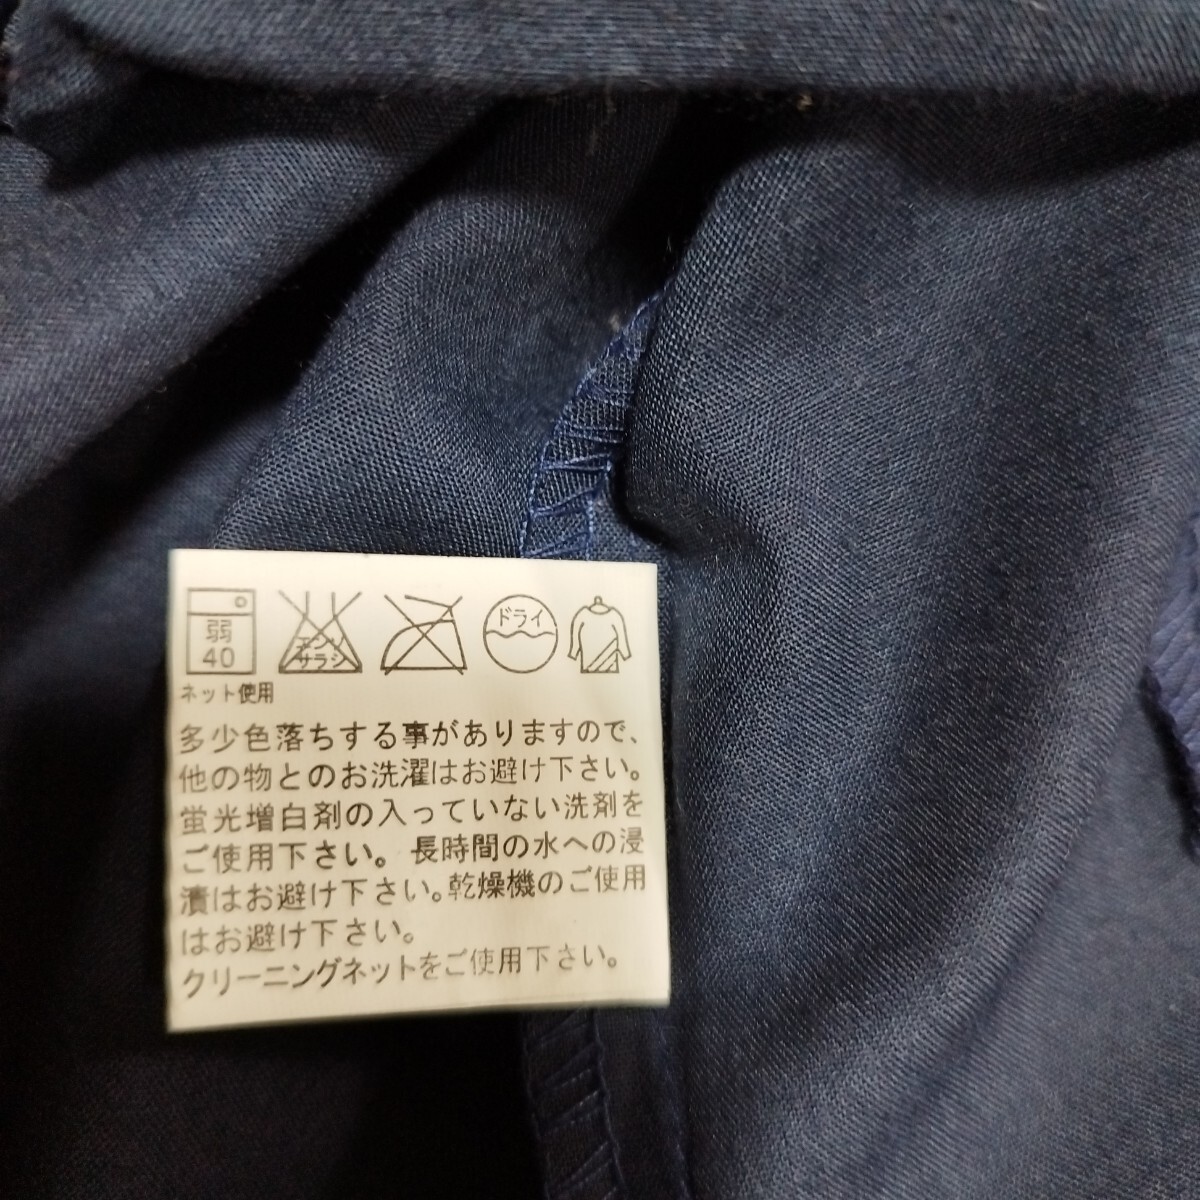 弱
40
エンソ
サラシ
ドライ
ネット使用
多少色落ちする事がありますので、
他の物とのお洗濯はお避け下さい。
蛍光増白剤の入っていない洗剤を
ご使用下さい。長時間の水への浸
漬はお避け下さい。乾燥機のご使用
はお避け下さい。
クリーニングネットをご使用下さい。